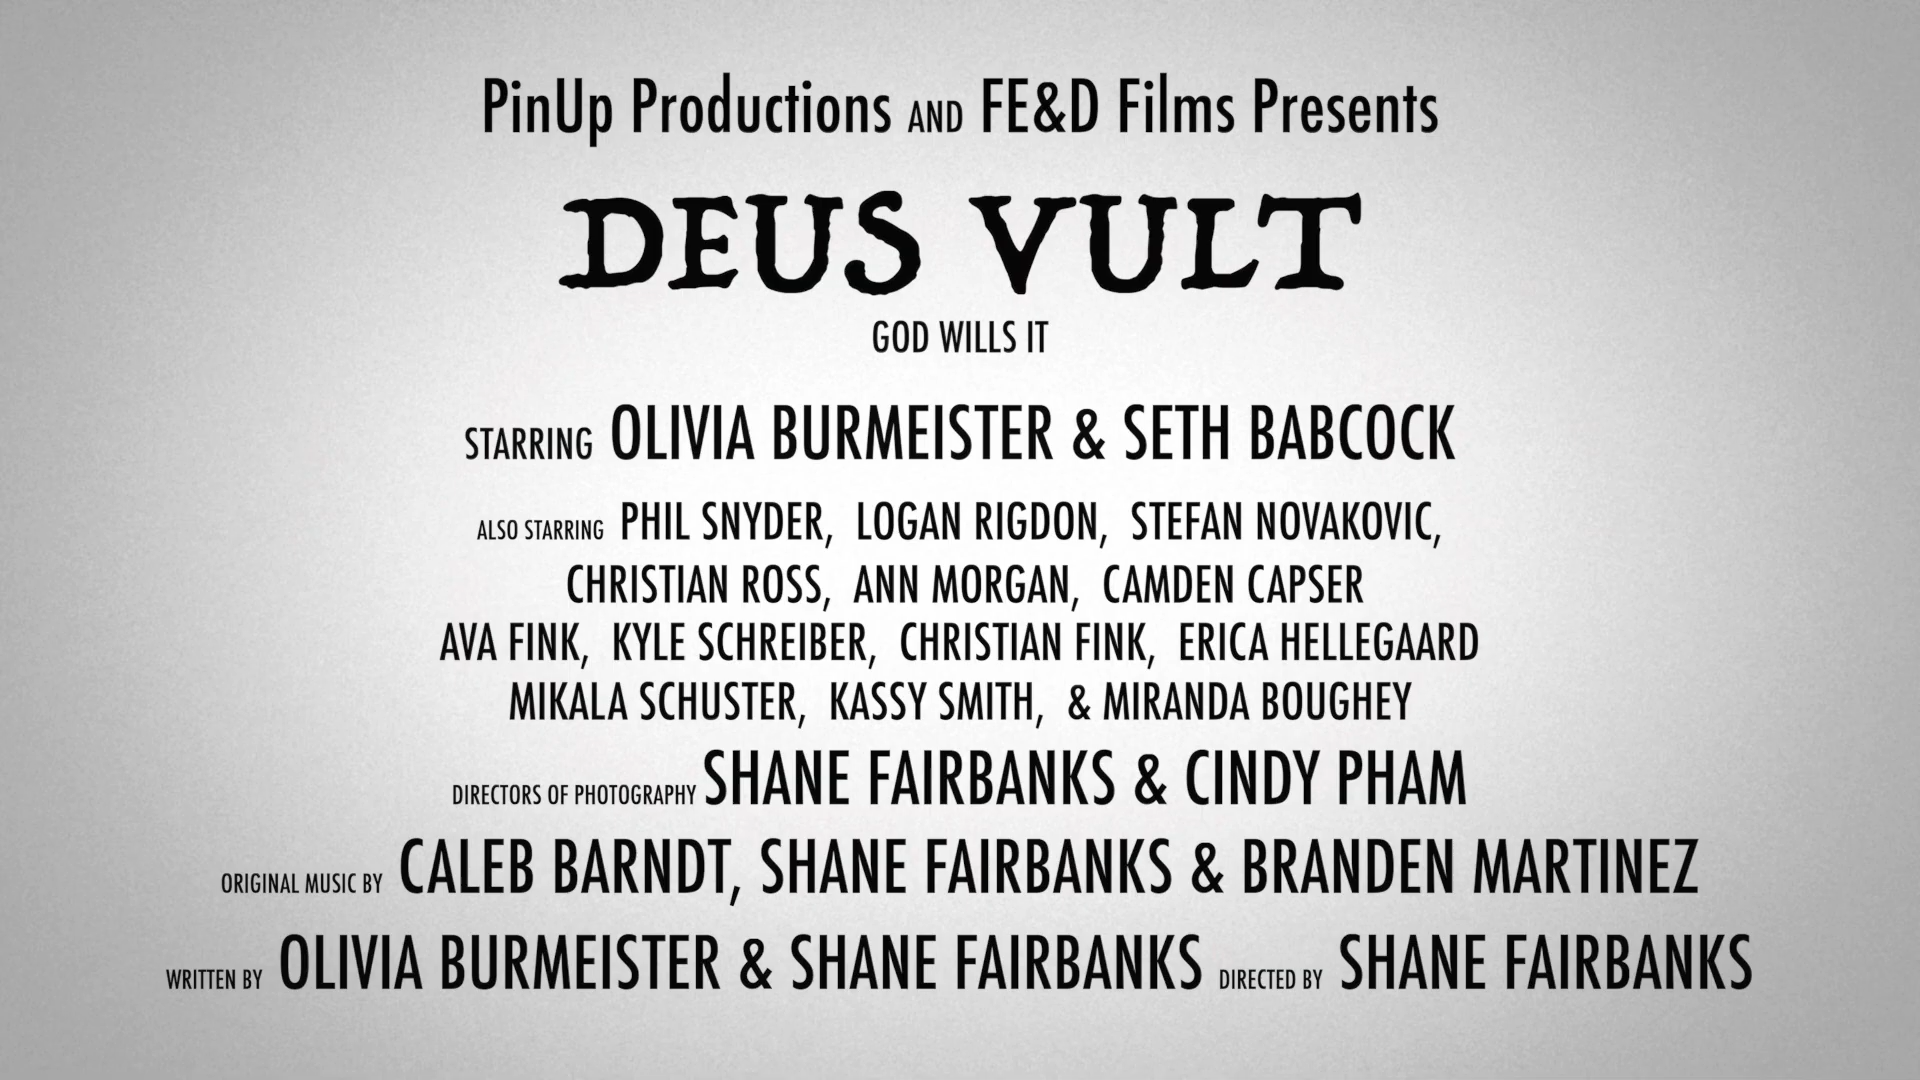 PinUp Productions AND FE&D Films Presents
DEUS VULT
GOD WILLS IT
STARRING OLIVIA BURMEISTER & SETH BABCOCK
ALSO STARRING PHIL SNYDER, LOGAN RIGDON, STEFAN NOVAKOVIC,
CHRISTIAN ROSS, ANN MORGAN, CAMDEN CAPSER
AVA FINK, KYLE SCHREIBER, CHRISTIAN FINK, ERICA HELLEGAARD
MIKALA SCHUSTER, KASSY SMITH, & MIRANDA BOUGHEY
DIRECTORS OF PHOTOGRAPHY SHANE FAIRBANKS & CINDY PHAM
ORIGINAL MUSIC BY CALEB BARNDT, SHANE FAIRBANKS & BRANDEN MARTINEZ
WRITTEN BY OLIVIA BURMEISTER & SHANE FAIRBANKS DIRECTED BY SHANE FAIRBANKS